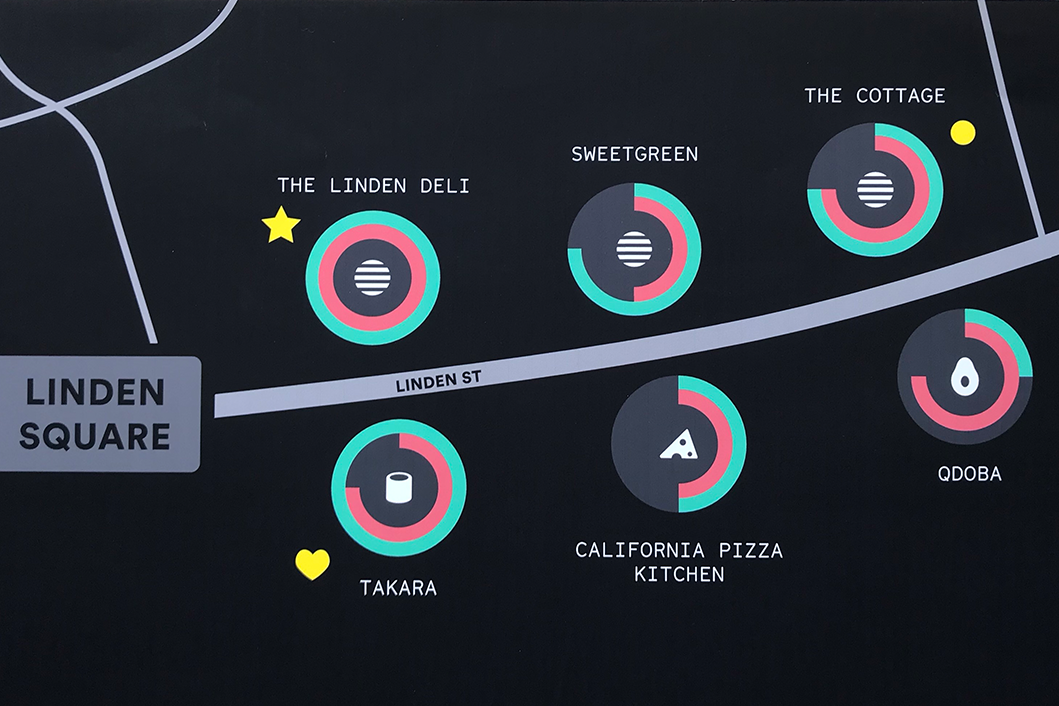 THE COTTAGE
SWEETGREEN
THE LINDEN DELI
LINDEN ST
LINDEN
SQUARE
QDOBA
CALIFORNIA PIZZA
KITCHEN
TAKARA